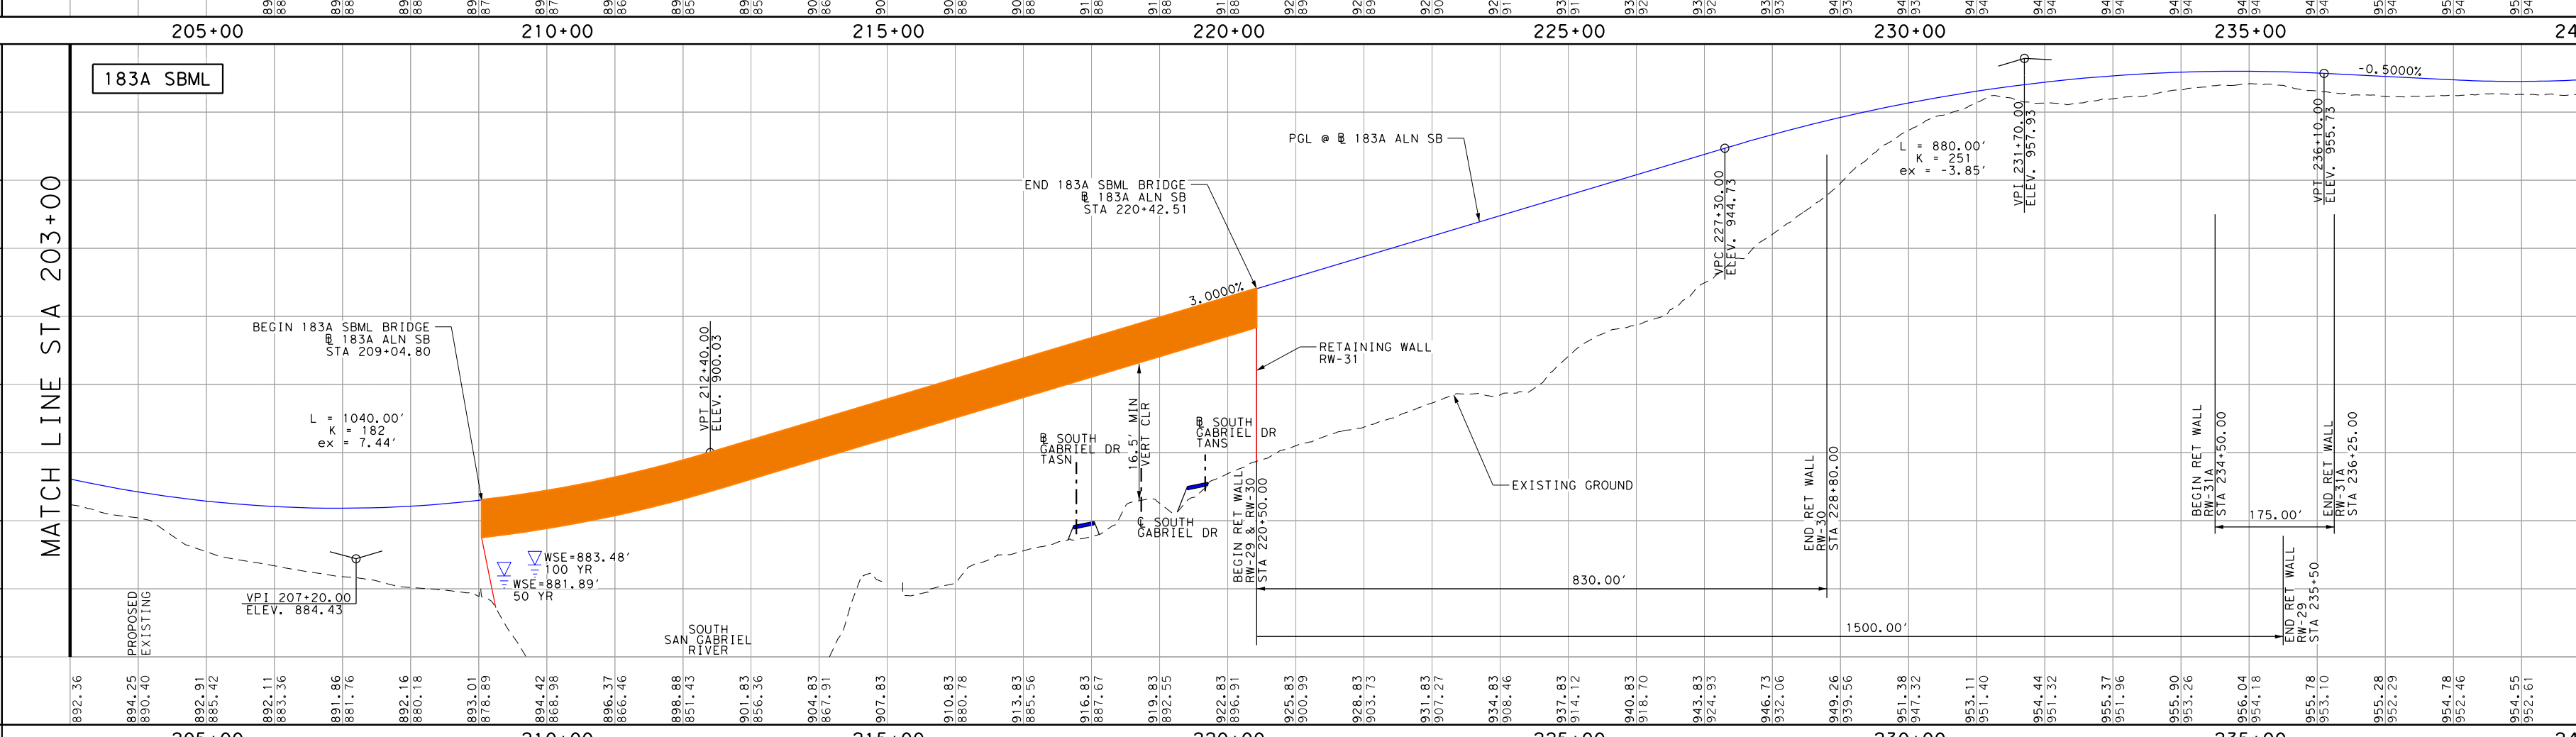 205+00 210+00 215+00 220+00 225+00 230+00 235+00 24
183A SBML
MATCH LINE STA 203+00
-0.5000%
PGL @ ℄ 183A ALN SB
END 183A SBML BRIDGE
℄ 183A ALN SB
STA 220+42.51
3.0000%
BEGIN 183A SBML BRIDGE
℄ 183A ALN SB
STA 209+04.80
L = 1040.00'
K = 182
ex = 7.44'
VPT 212+40.00
ELEV. 900.03
VPC 227+30.00
ELEV. 944.73
L = 880.00'
K = 251
ex = -3.85'
VPI 231+70.00
ELEV. 957.93
VPT 236+10.00
ELEV. 955.73
RETAINING WALL
RW-31
16.5' MIN
VERT CLR
℄ SOUTH
GABRIEL DR
TASN
℄ SOUTH
GABRIEL DR
TANS
℄ SOUTH
GABRIEL DR
EXISTING GROUND
BEGIN RET WALL
RW-29 & RW-30
STA 220+50.00
END RET WALL
RW-30
STA 228+80.00
BEGIN RET WALL
RW-31A
STA 234+50.00
END RET WALL
RW-31A
STA 236+25.00
175.00'
END RET WALL
RW-29
STA 235+50
830.00'
1500.00'
WSE=883.48'
100 YR
WSE=881.89'
50 YR
VPI 207+20.00
ELEV. 884.43
SOUTH
SAN GABRIEL
RIVER
PROPOSED
EXISTING
892.36
894.25
890.40
892.91
885.42
892.11
883.36
891.86
881.76
892.16
880.18
893.01
878.89
894.42
868.98
896.37
866.46
898.88
851.43
901.83
856.36
904.83
867.91
907.83
910.83
880.78
913.83
885.56
916.83
887.67
919.83
892.55
922.83
896.91
925.83
900.99
928.83
903.73
931.83
907.27
934.83
908.46
937.83
914.12
940.83
918.70
943.83
924.93
946.73
932.06
949.26
939.56
951.38
947.32
953.11
951.40
954.44
951.32
955.37
951.96
955.90
953.26
956.04
954.18
955.78
953.10
955.28
952.29
954.78
952.46
954.55
952.61